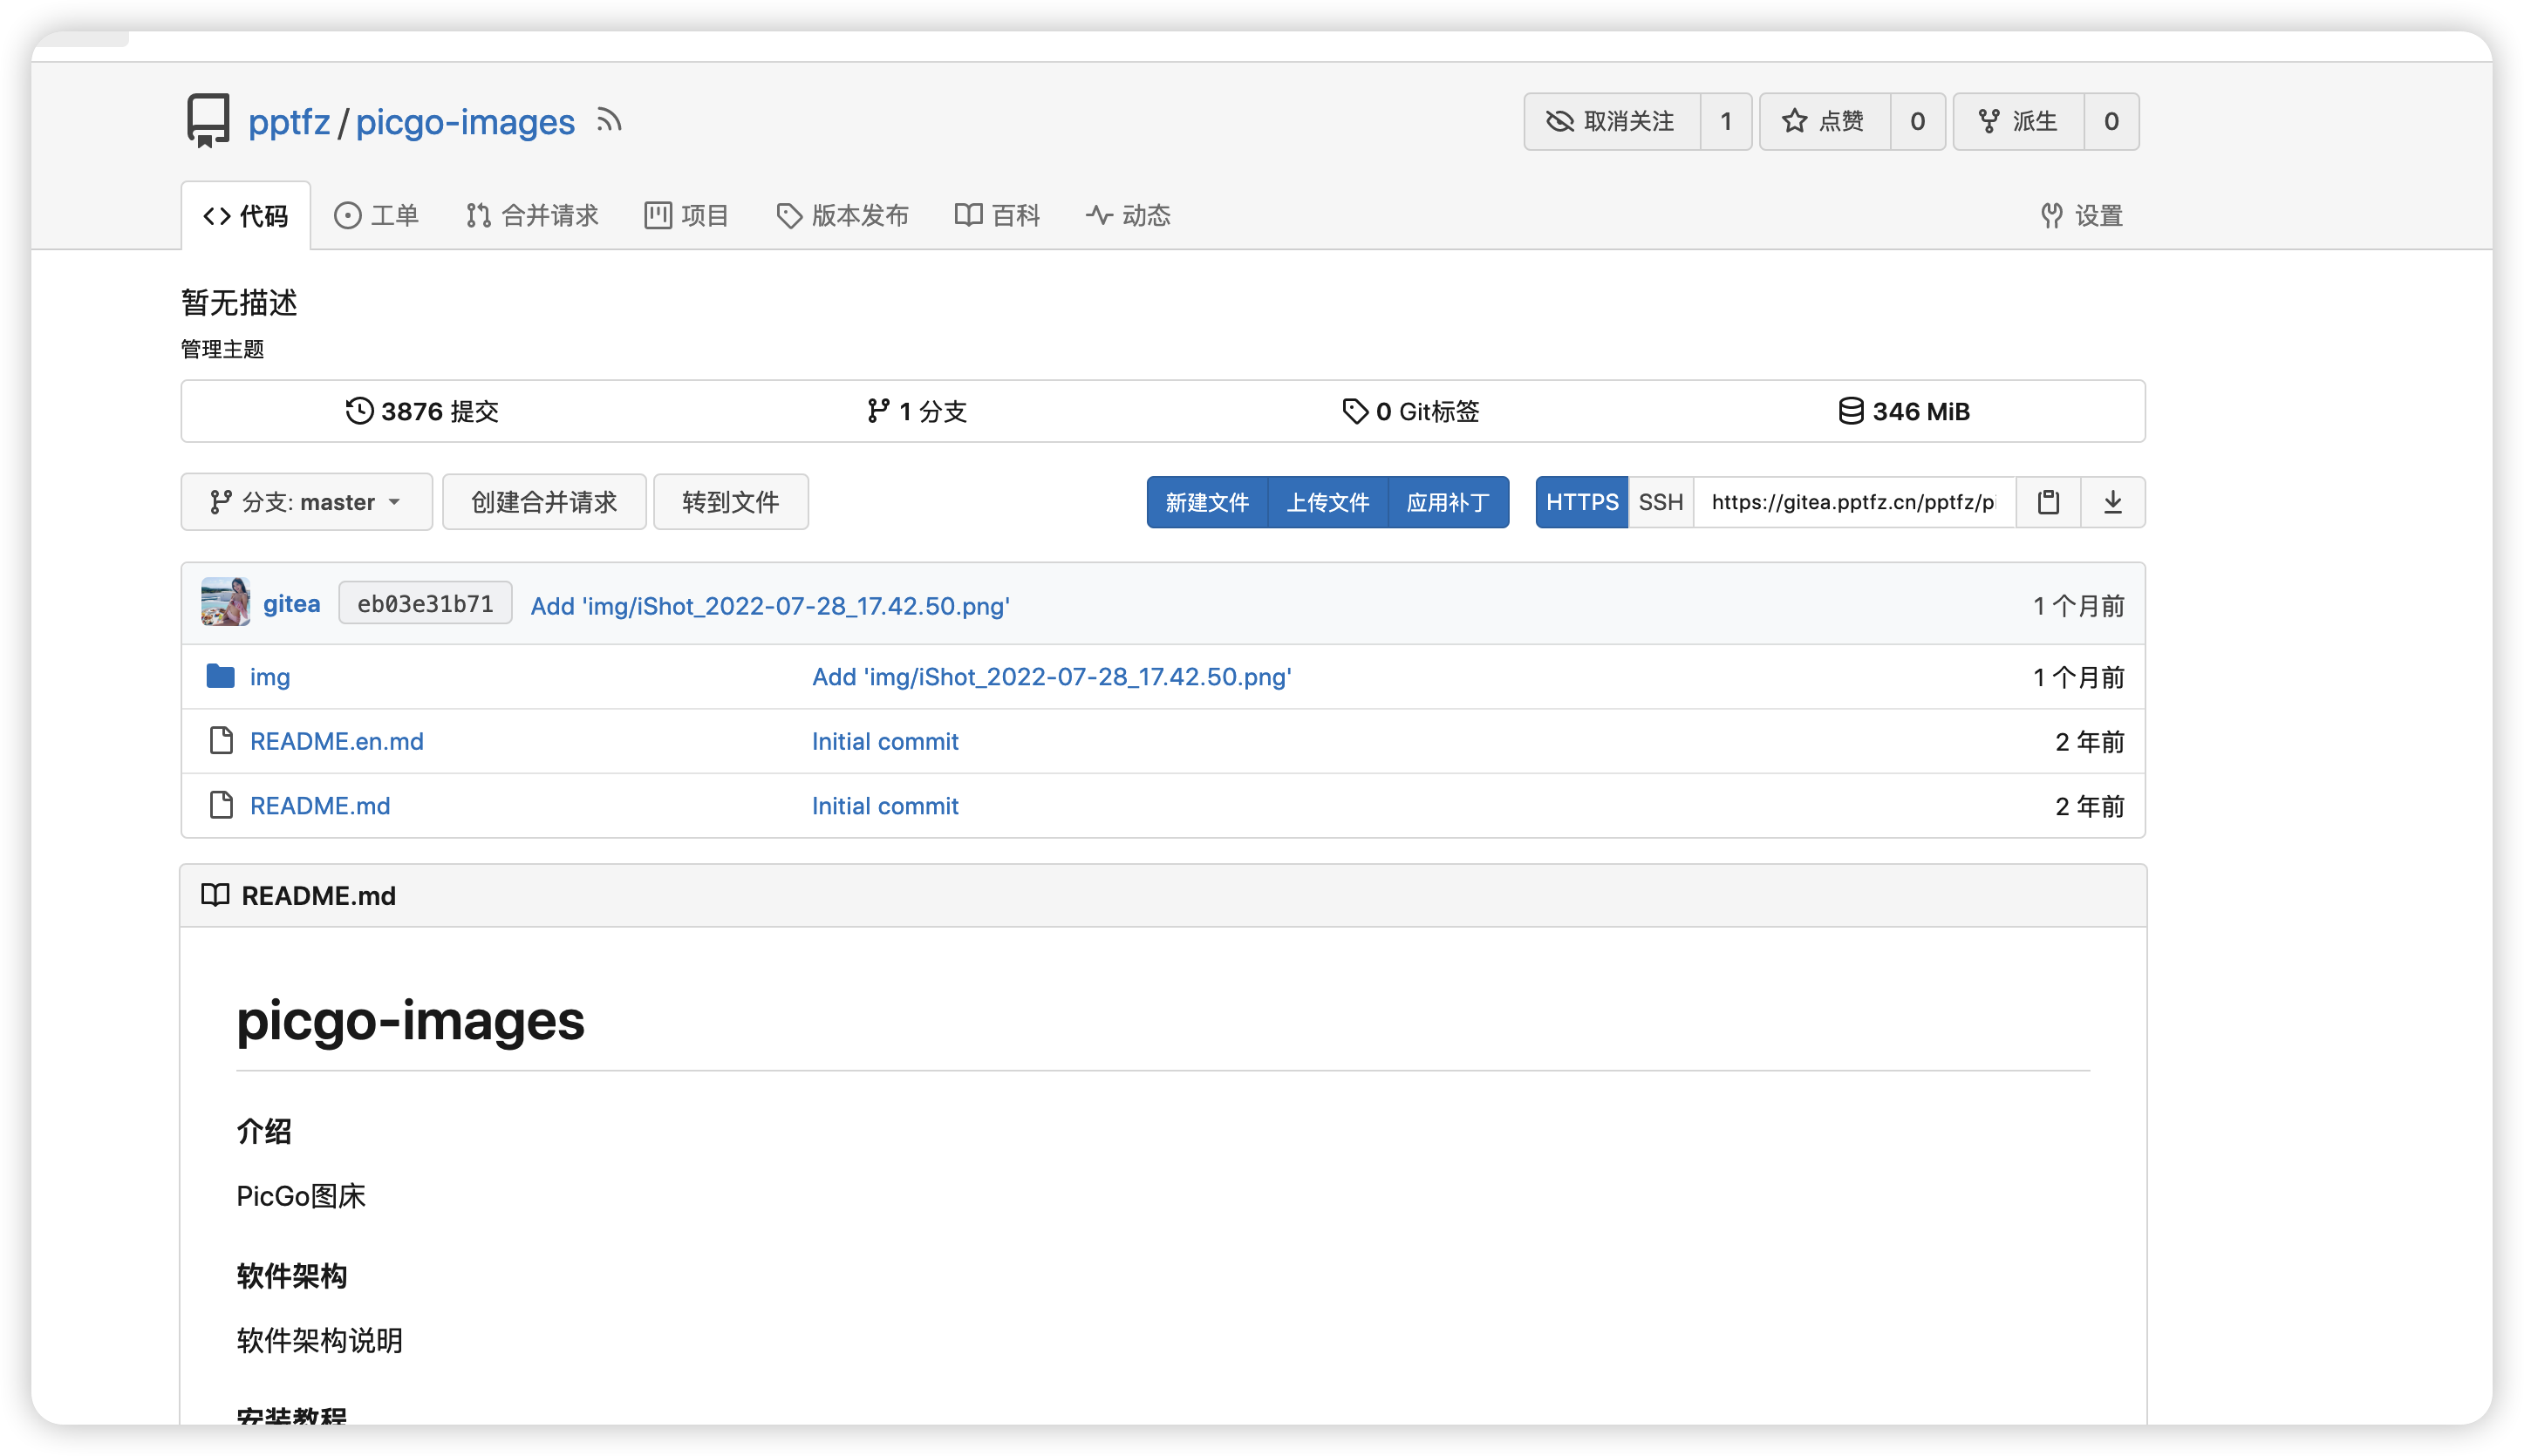 pptfz / picgo-images 取消关注 1 点赞 0 派生 0
代码 工单 合并请求 项目 版本发布 百科 动态 设置
暂无描述
管理主题
3876 提交 1 分支 0 Git标签 346 MiB
分支: master 创建合并请求 转到文件 新建文件 上传文件 应用补丁 HTTPS SSH https://gitea.pptfz.cn/pptfz/p
gitea eb03e31b71 Add 'img/iShot_2022-07-28_17.42.50.png' 1 个月前
img Add 'img/iShot_2022-07-28_17.42.50.png' 1 个月前
README.en.md Initial commit 2 年前
README.md Initial commit 2 年前
README.md
picgo-images
介绍
PicGo图床
软件架构
软件架构说明
安装教程